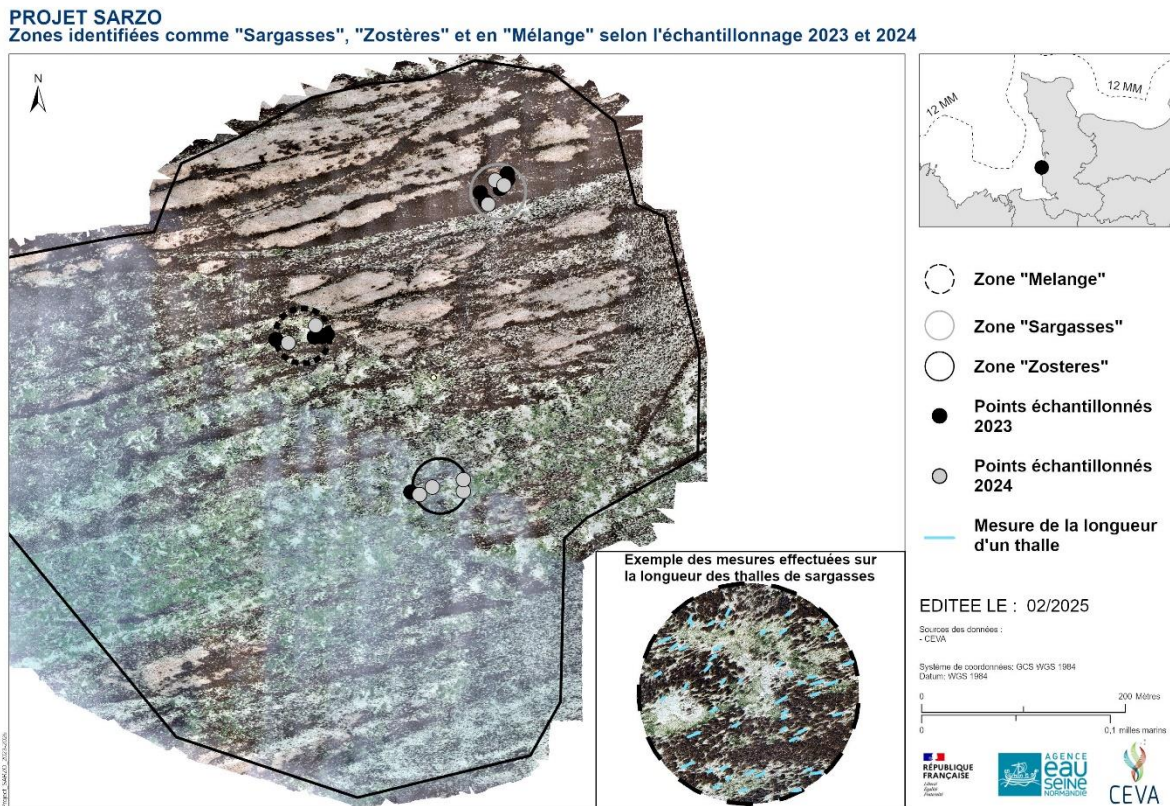 PROJET SARZO
Zones identifiées comme "Sargasses", "Zostères" et en "Mélange" selon l'échantillonnage 2023 et 2024
N
12 MM
12 MM
Zone "Melange"
Zone "Sargasses"
Zone "Zosteres"
Points échantillonnés
2023
Points échantillonnés
2024
Mesure de la longueur
d'un thalle
Exemple des mesures effectuées sur
la longueur des thalles de sargasses
EDITEE LE : 02/2025
Sources des données :
- CEVA
Système de coordonnées: GCS WGS 1984
Datum: WGS 1984
0 200 Mètres
0 0,1 milles marins
RÉPUBLIQUE
FRANÇAISE
Liberté
Égalité
Fraternité
AGENCE
eau
seine
NORMANDIE
CEVA